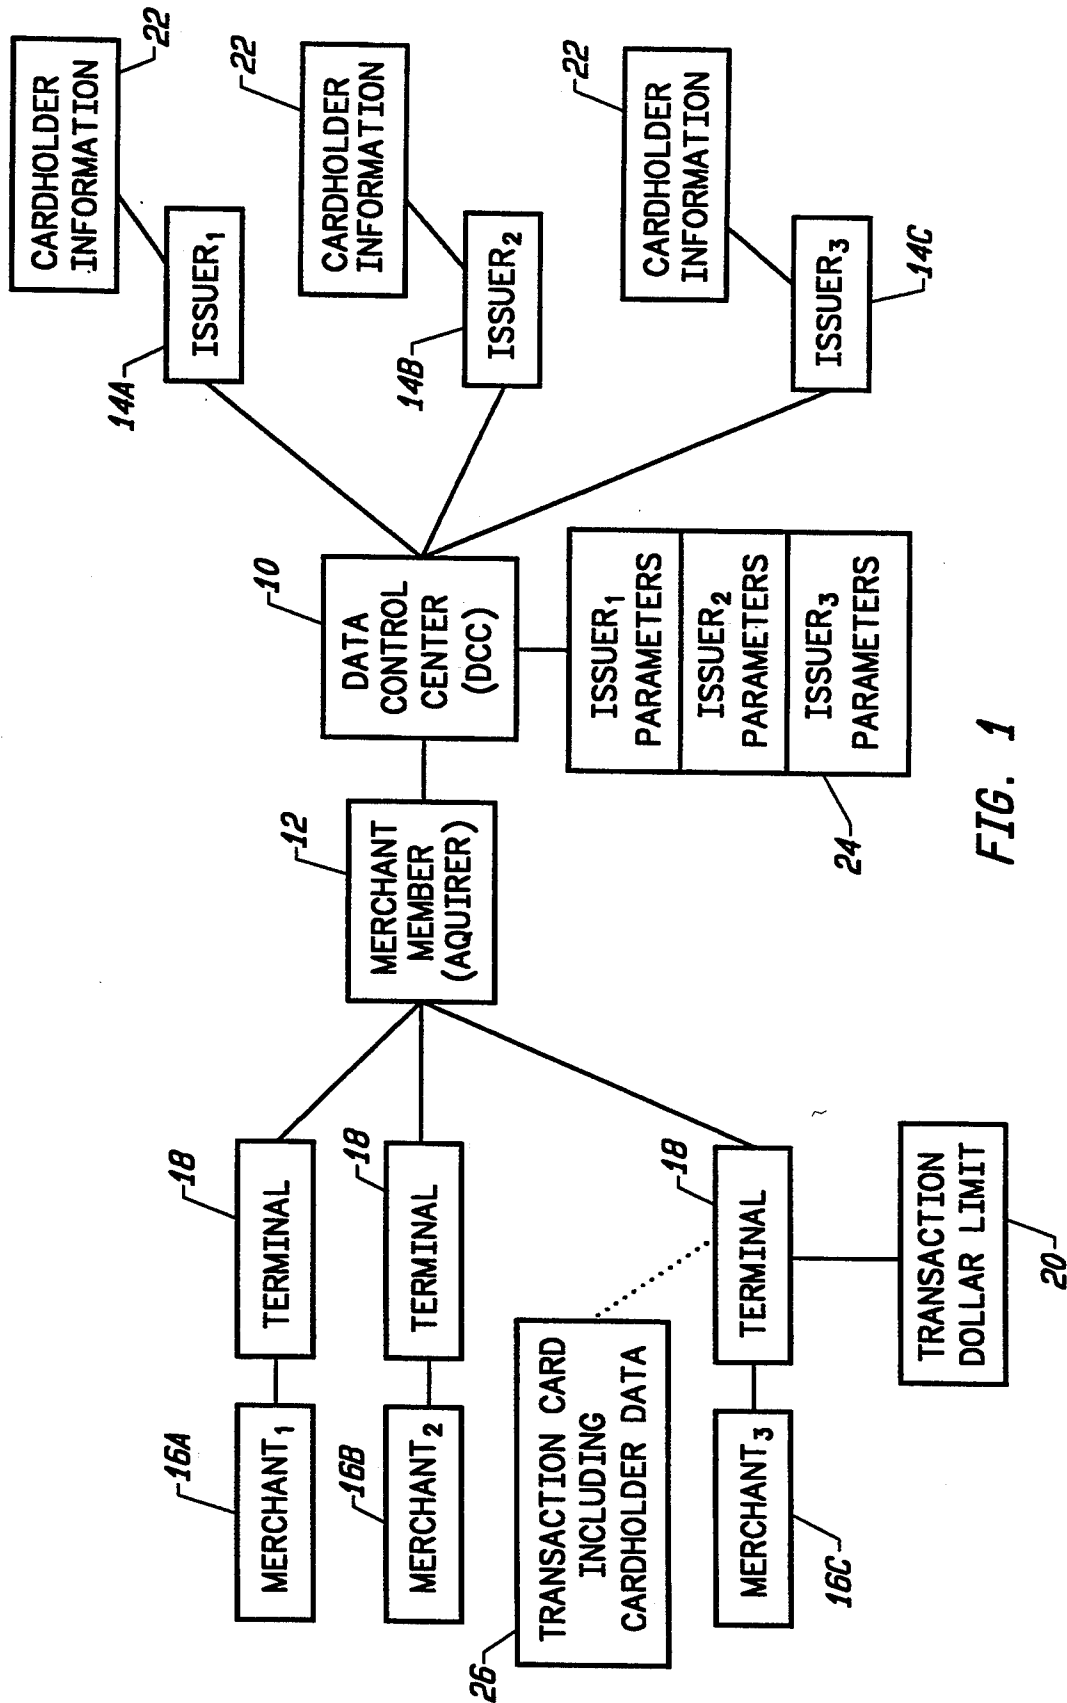 16A
MERCHANT1
18
TERMINAL
16B
MERCHANT2
18
TERMINAL
26
TRANSACTION CARD
INCLUDING
CARDHOLDER DATA
16C
MERCHANT3
18
TERMINAL
TRANSACTION
DOLLAR LIMIT
20
12
MERCHANT
MEMBER
(AQUIRER)
10
DATA
CONTROL
CENTER
(DCC)
ISSUER1
PARAMETERS
ISSUER2
PARAMETERS
ISSUER3
PARAMETERS
24
14A
ISSUER1
CARDHOLDER
INFORMATION
22
14B
ISSUER2
CARDHOLDER
INFORMATION
22
14C
ISSUER3
CARDHOLDER
INFORMATION
22
FIG. 1